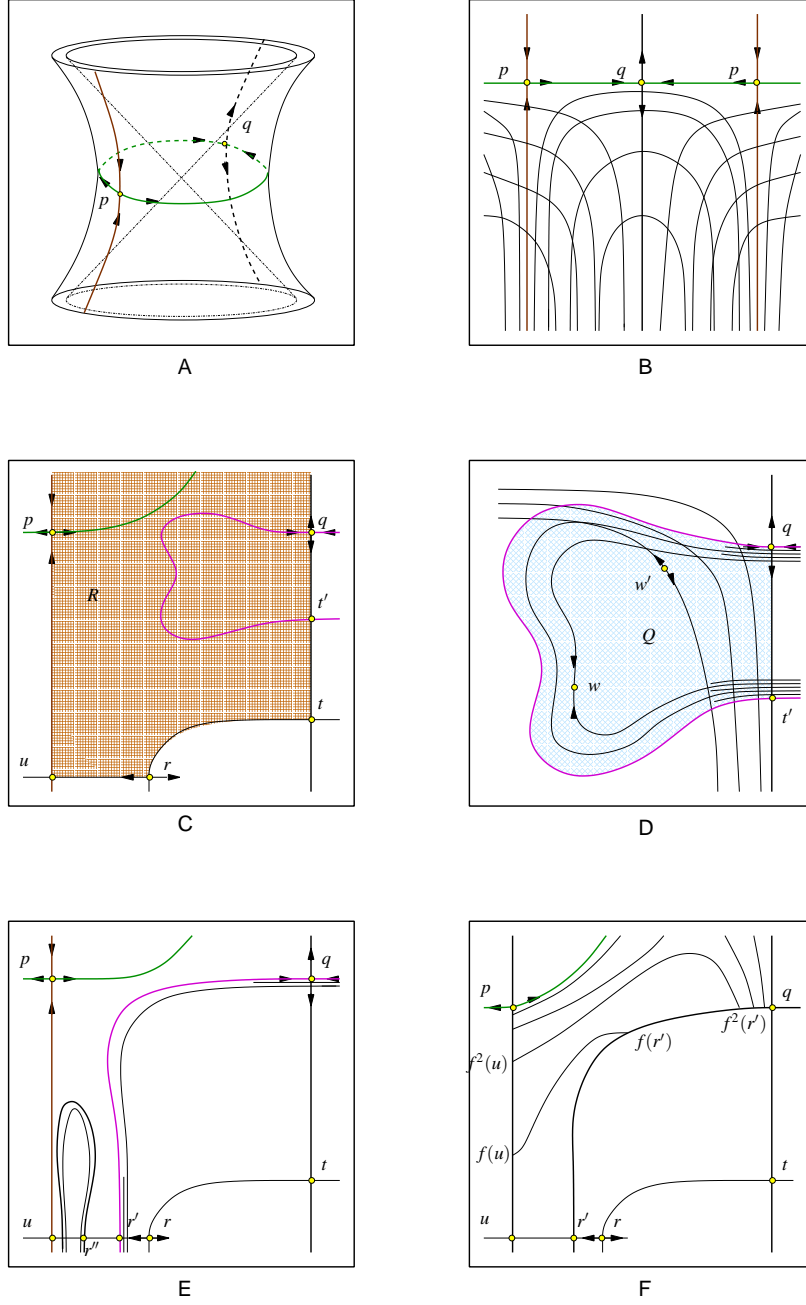 q
p
A
p q p
B
p q
R
t′
t
u r
C
q
w′
Q
w
t′
D
p q
t
u r″ r′ r
E
p q
f²(r′)
f(r′)
f²(u)
f(u)
t
u r′ r
F